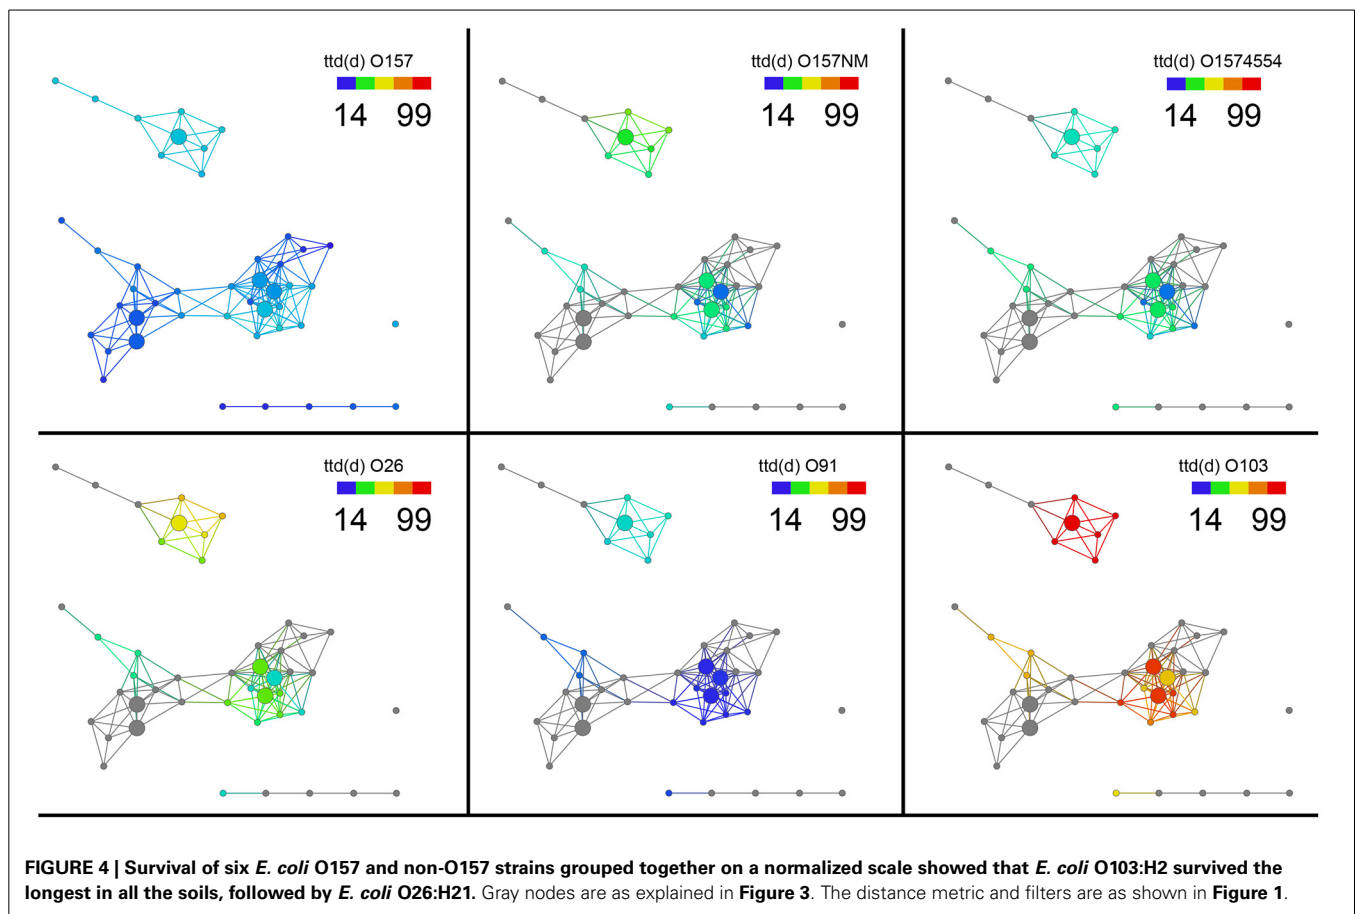 ttd(d) O157
14 99
ttd(d) O157NM
14 99
ttd(d) O1574554
14 99
ttd(d) O26
14 99
ttd(d) O91
14 99
ttd(d) O103
14 99
FIGURE 4 | Survival of six E. coli O157 and non-O157 strains grouped together on a normalized scale showed that E. coli O103:H2 survived the
longest in all the soils, followed by E. coli O26:H21. Gray nodes are as explained in Figure 3. The distance metric and filters are as shown in Figure 1.